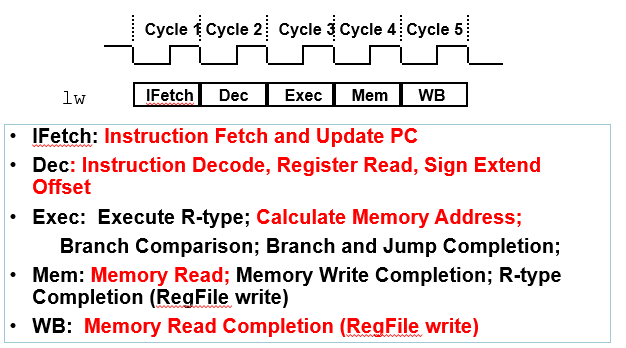 Cycle 1 Cycle 2 Cycle 3 Cycle 4 Cycle 5
lw IFetch Dec Exec Mem WB
• IFetch: Instruction Fetch and Update PC
• Dec: Instruction Decode, Register Read, Sign Extend
Offset
• Exec: Execute R-type; Calculate Memory Address;
Branch Comparison; Branch and Jump Completion;
• Mem: Memory Read; Memory Write Completion; R-type
Completion (RegFile write)
• WB: Memory Read Completion (RegFile write)